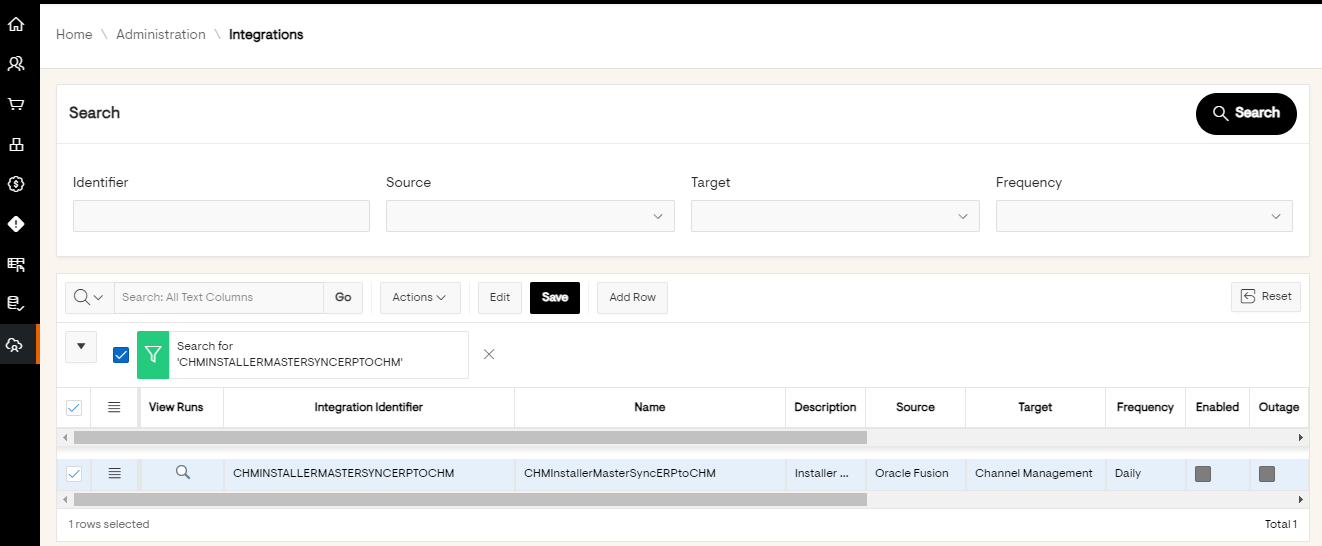 Home \ Administration \ Integrations
Search
Search
Identifier Source Target Frequency
Search: All Text Columns Go Actions Edit Save Add Row Reset
Search for
'CHMINSTALLERMASTERSYNCERPTOCHM'
View Runs Integration Identifier Name Description Source Target Frequency Enabled Outage
CHMINSTALLERMASTERSYNCERPTOCHM CHMInstallerMasterSyncERPtoCHM Installer ... Oracle Fusion Channel Management Daily
1 rows selected Total 1